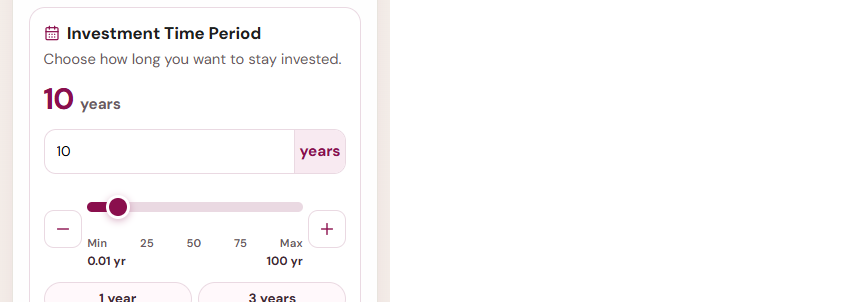 Investment Time Period
Choose how long you want to stay invested.
10 years
10 years
− +
Min 25 50 75 Max
0.01 yr 100 yr
1 year 3 years